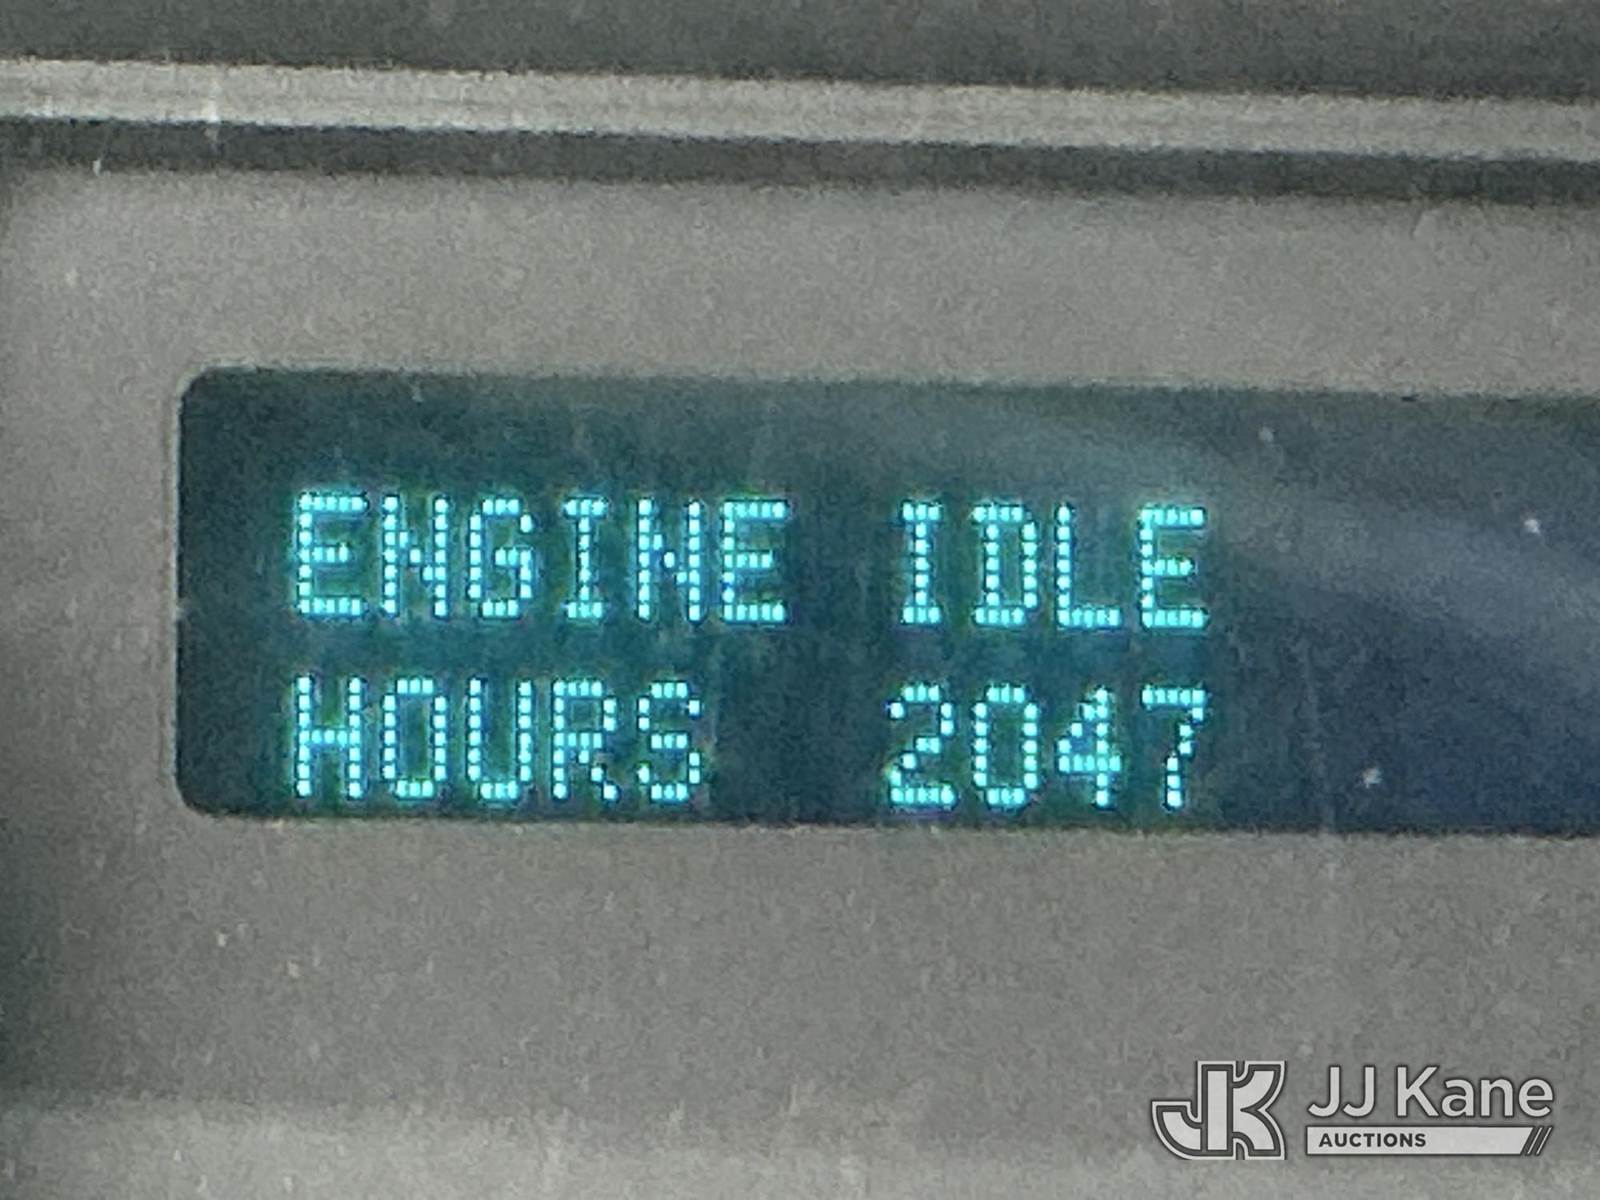 ENGINE IDLE
HOURS 2047
JK JJ Kane
AUCTIONS